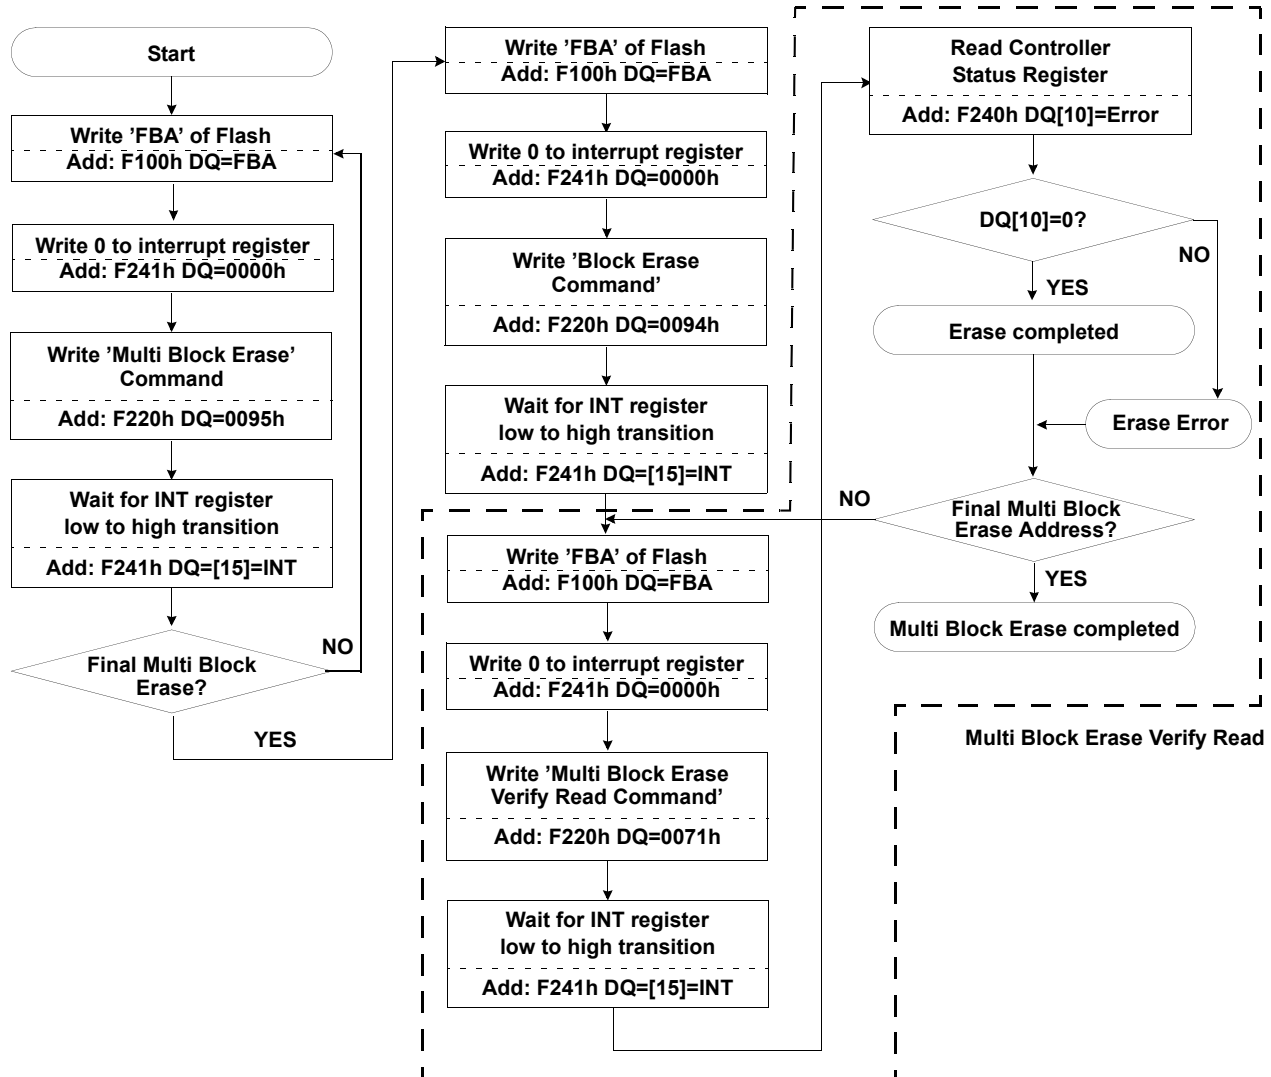 Start
Write ’FBA’ of Flash
Add: F100h DQ=FBA
Write 0 to interrupt register
Add: F241h DQ=0000h
Write ’Multi Block Erase’
Command
Add: F220h DQ=0095h
Wait for INT register
low to high transition
Add: F241h DQ=[15]=INT
Final Multi Block
Erase?
NO
YES
Write ’FBA’ of Flash
Add: F100h DQ=FBA
Write 0 to interrupt register
Add: F241h DQ=0000h
Write ’Block Erase
Command’
Add: F220h DQ=0094h
Wait for INT register
low to high transition
Add: F241h DQ=[15]=INT
Write ’FBA’ of Flash
Add: F100h DQ=FBA
Write 0 to interrupt register
Add: F241h DQ=0000h
Write ’Multi Block Erase
Verify Read Command’
Add: F220h DQ=0071h
Wait for INT register
low to high transition
Add: F241h DQ=[15]=INT
Read Controller
Status Register
Add: F240h DQ[10]=Error
DQ[10]=0?
NO
YES
Erase completed
Erase Error
Final Multi Block
Erase Address?
NO
YES
Multi Block Erase completed
Multi Block Erase Verify Read